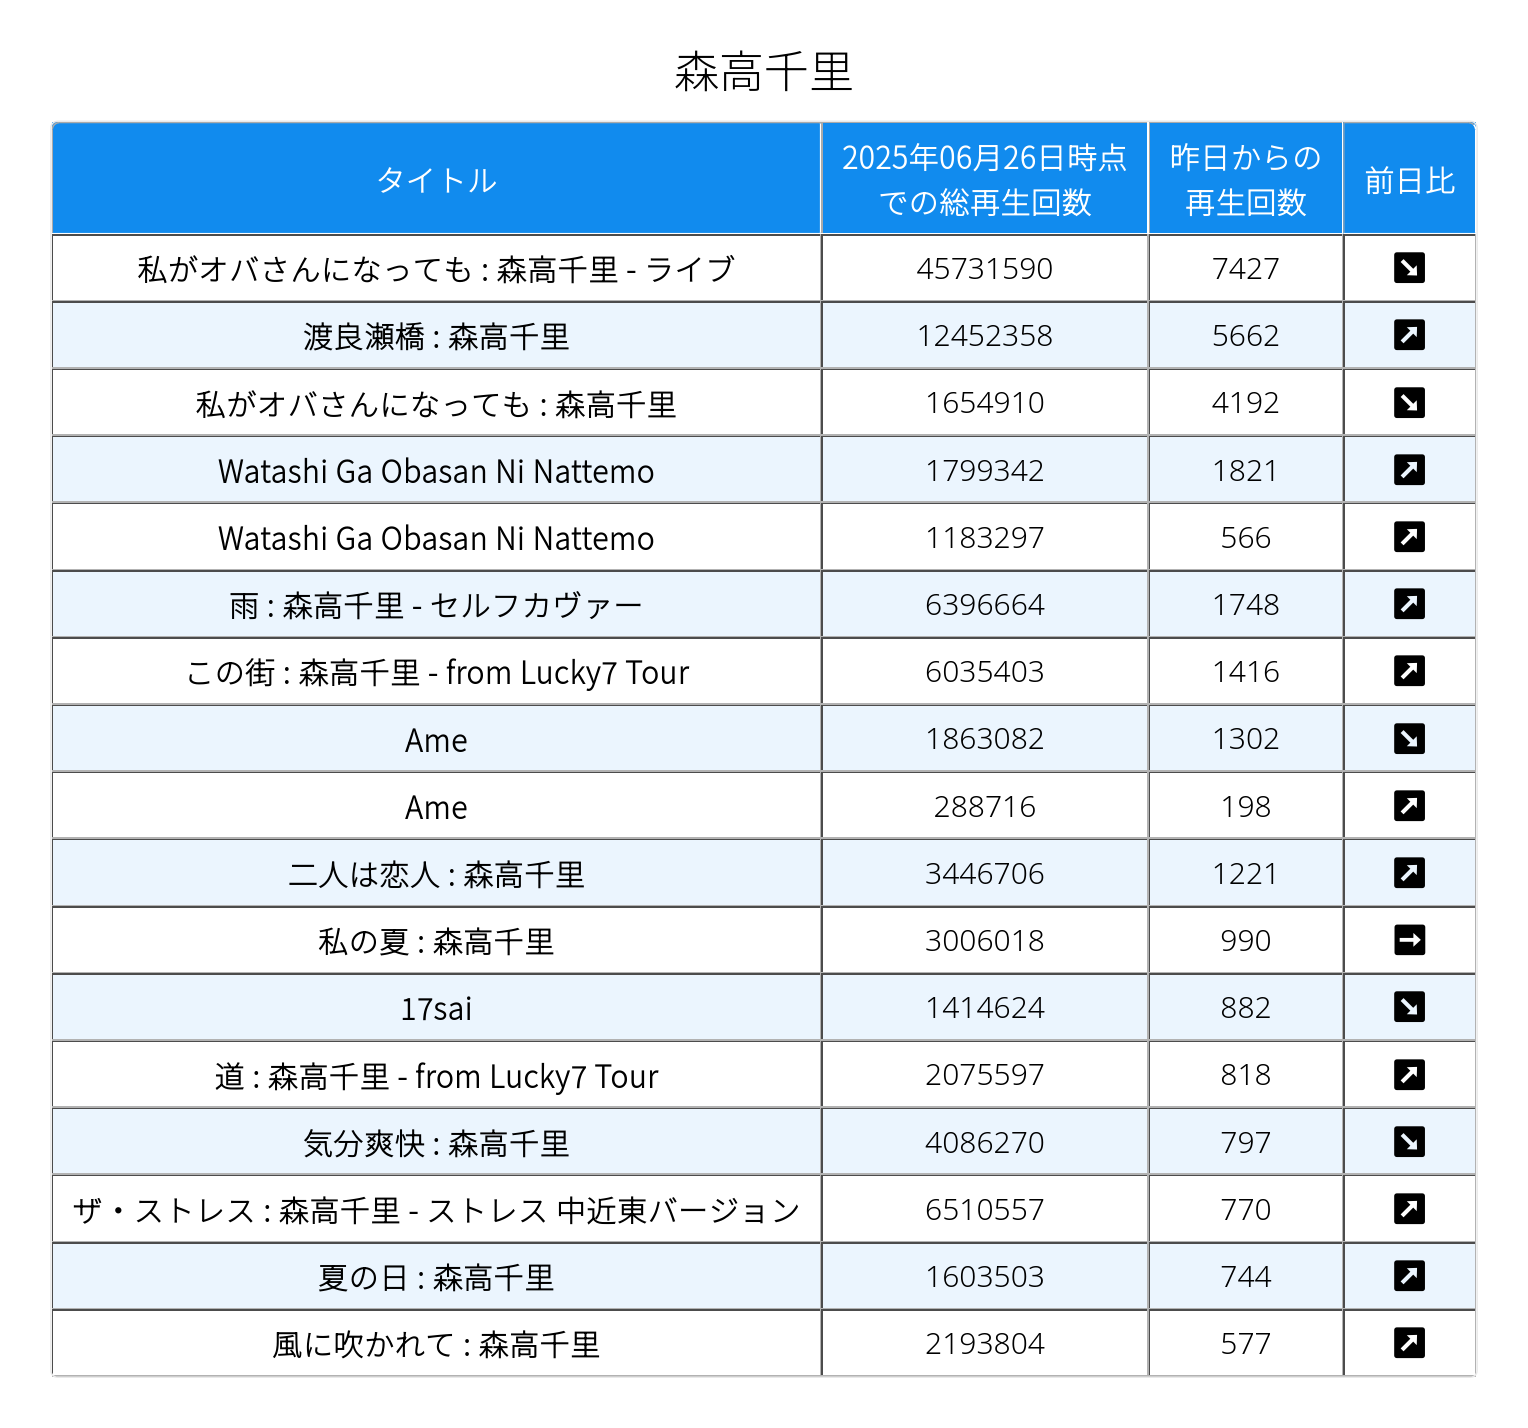 森高千里
タイトル 2025年06月26日時点での総再生回数 昨日からの再生回数 前日比
私がオバさんになっても : 森高千里 - ライブ 45731590 7427 ↘
渡良瀬橋 : 森高千里 12452358 5662 ↗
私がオバさんになっても : 森高千里 1654910 4192 ↘
Watashi Ga Obasan Ni Nattemo 1799342 1821 ↗
Watashi Ga Obasan Ni Nattemo 1183297 566 ↗
雨 : 森高千里 - セルフカヴァー 6396664 1748 ↗
この街 : 森高千里 - from Lucky7 Tour 6035403 1416 ↗
Ame 1863082 1302 ↘
Ame 288716 198 ↗
二人は恋人 : 森高千里 3446706 1221 ↗
私の夏 : 森高千里 3006018 990 →
17sai 1414624 882 ↘
道 : 森高千里 - from Lucky7 Tour 2075597 818 ↗
気分爽快 : 森高千里 4086270 797 ↘
ザ・ストレス : 森高千里 - ストレス 中近東バージョン 6510557 770 ↗
夏の日 : 森高千里 1603503 744 ↗
風に吹かれて : 森高千里 2193804 577 ↗